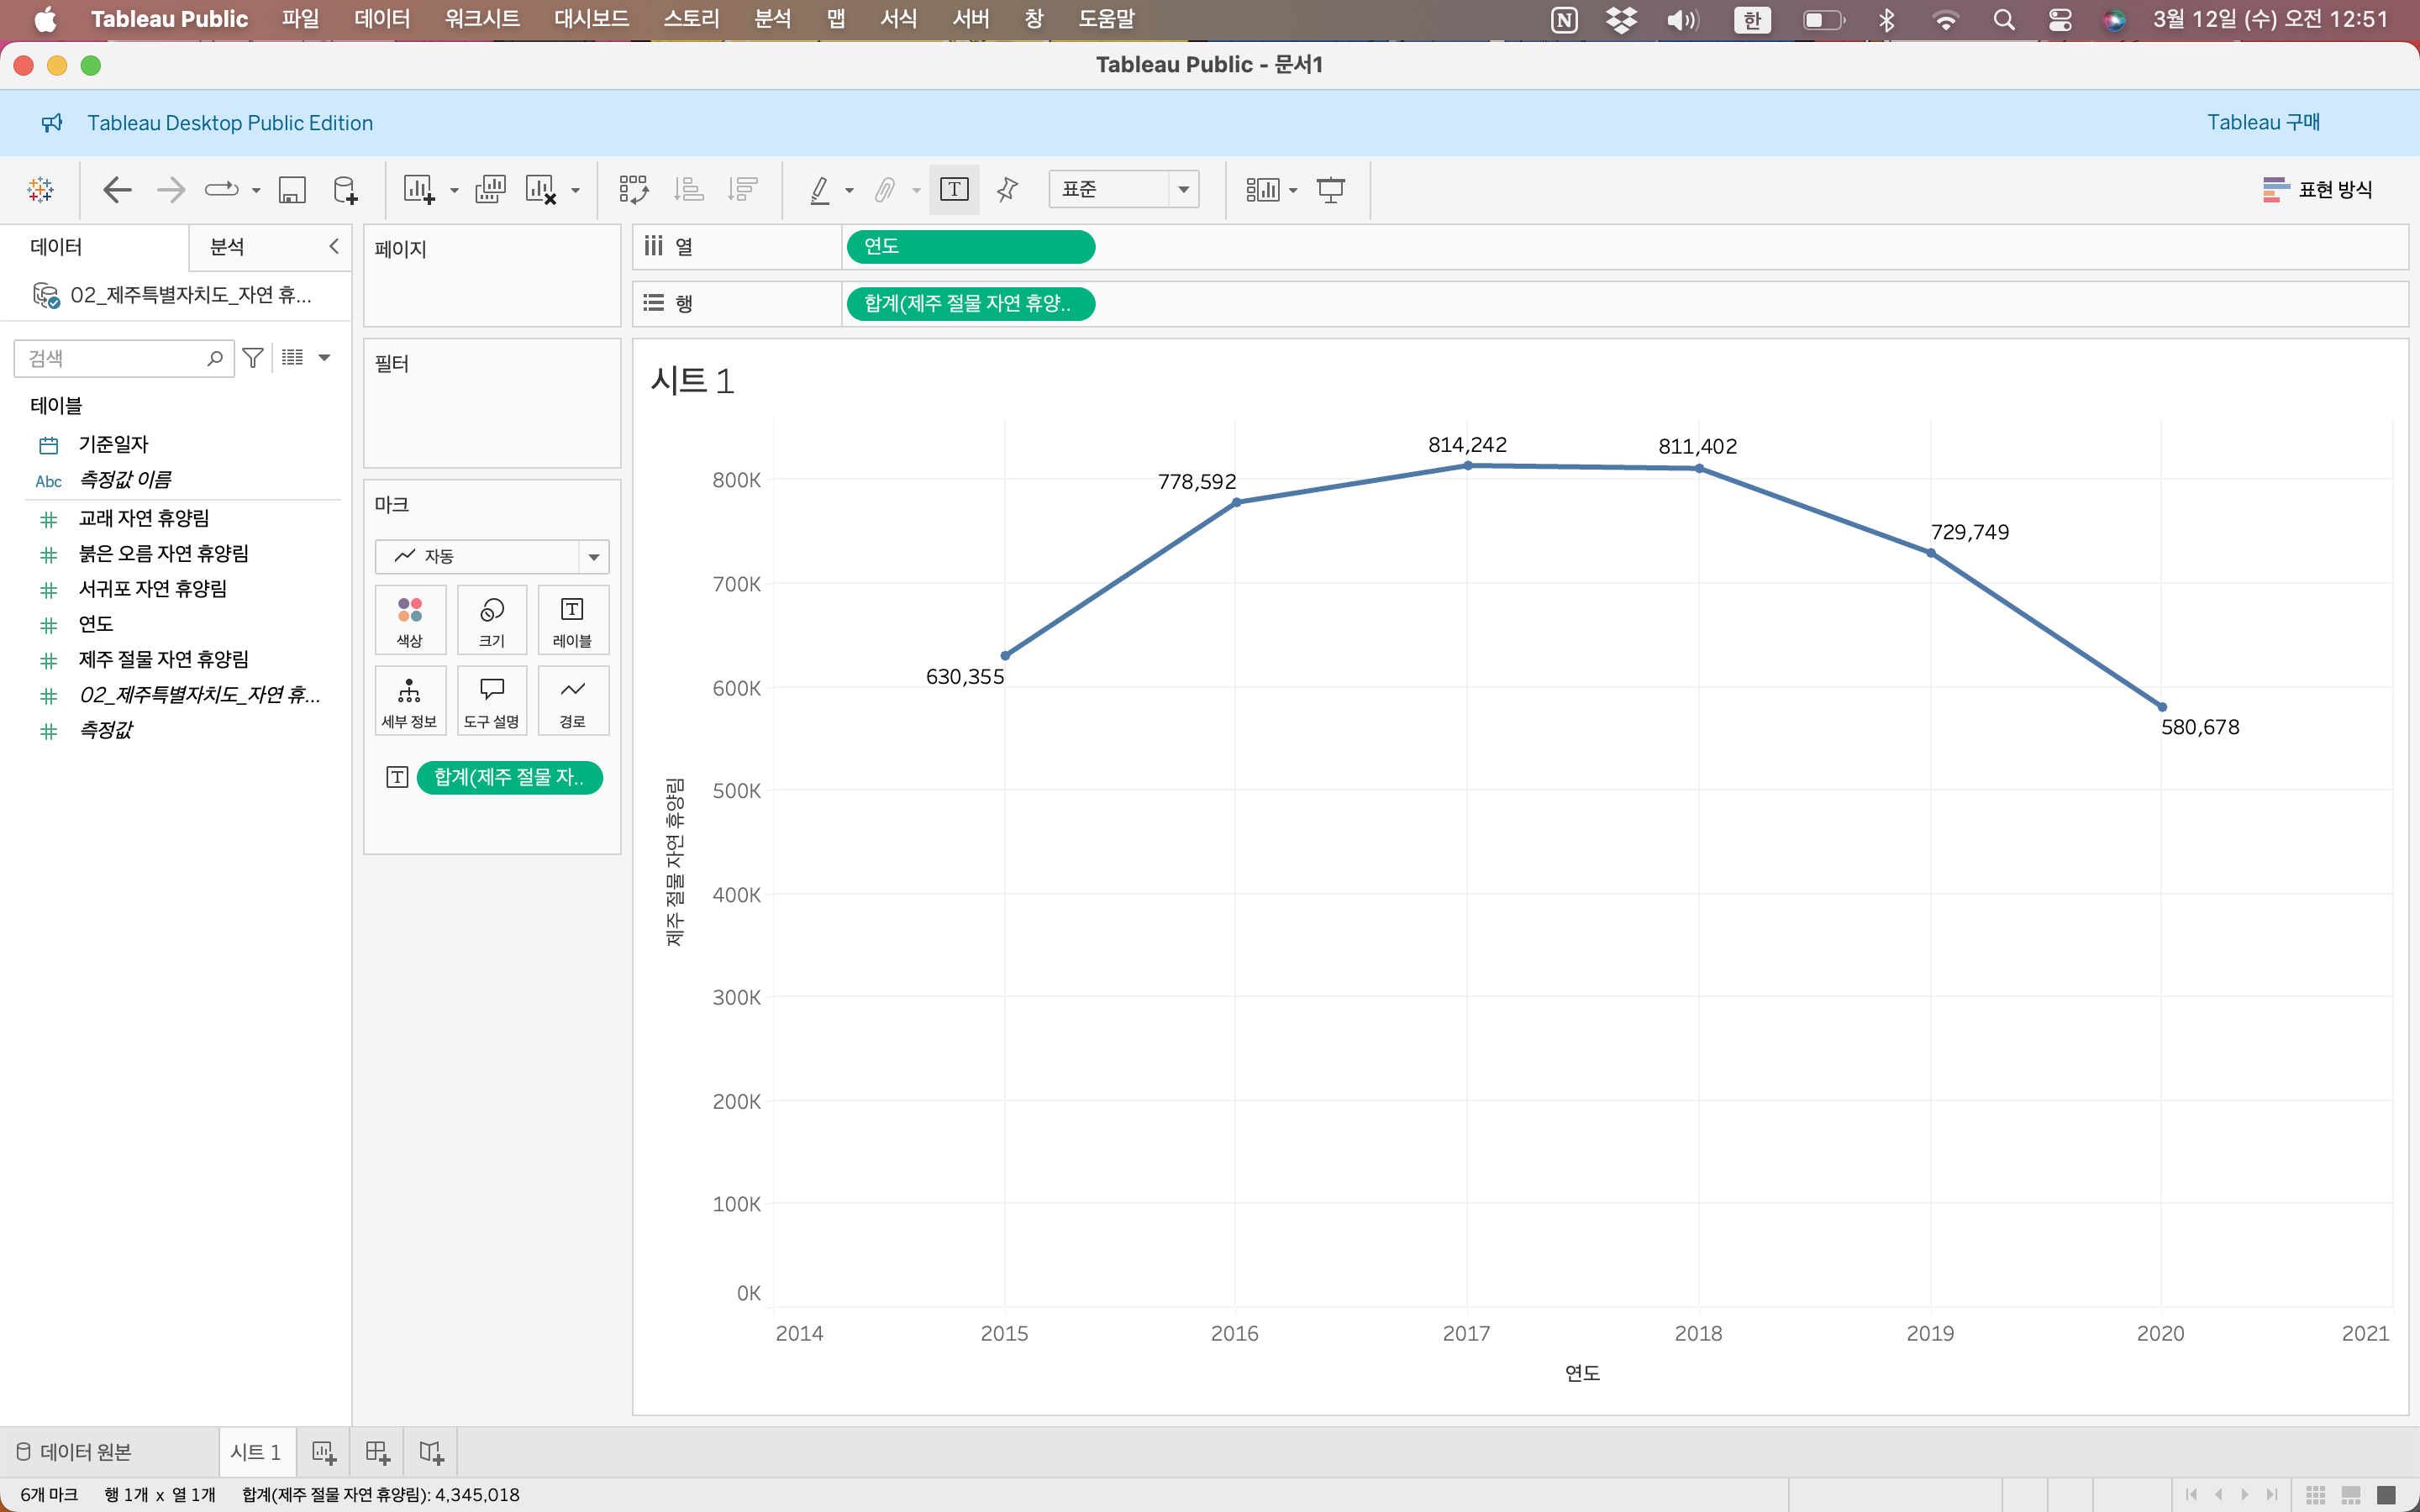 Tableau Public 파일 데이터 워크시트 대시보드 스토리 분석 맵 서식 서버 창 도움말 N 한 3월 12일 (수) 오전 12:51
Tableau Public - 문서1
Tableau Desktop Public Edition Tableau 구매
T 표준 표현 방식
데이터 분석
02_제주특별자치도_자연 휴...
검색
테이블
기준일자
Abc 측정값 이름
교래 자연 휴양림
붉은 오름 자연 휴양림
서귀포 자연 휴양림
연도
제주 절물 자연 휴양림
02_제주특별자치도_자연 휴...
측정값
페이지
필터
마크
자동
색상 크기 T 레이블
세부 정보 도구 설명 경로
T 합계(제주 절물 자..
열 연도
행 합계(제주 절물 자연 휴양..
시트 1
제주 절물 자연 휴양림
800K
700K
600K
500K
400K
300K
200K
100K
0K
630,355
778,592
814,242
811,402
729,749
580,678
2014 2015 2016 2017 2018 2019 2020 2021
연도
데이터 원본 시트 1
6개 마크 행 1개 x 열 1개 합계(제주 절물 자연 휴양림): 4,345,018